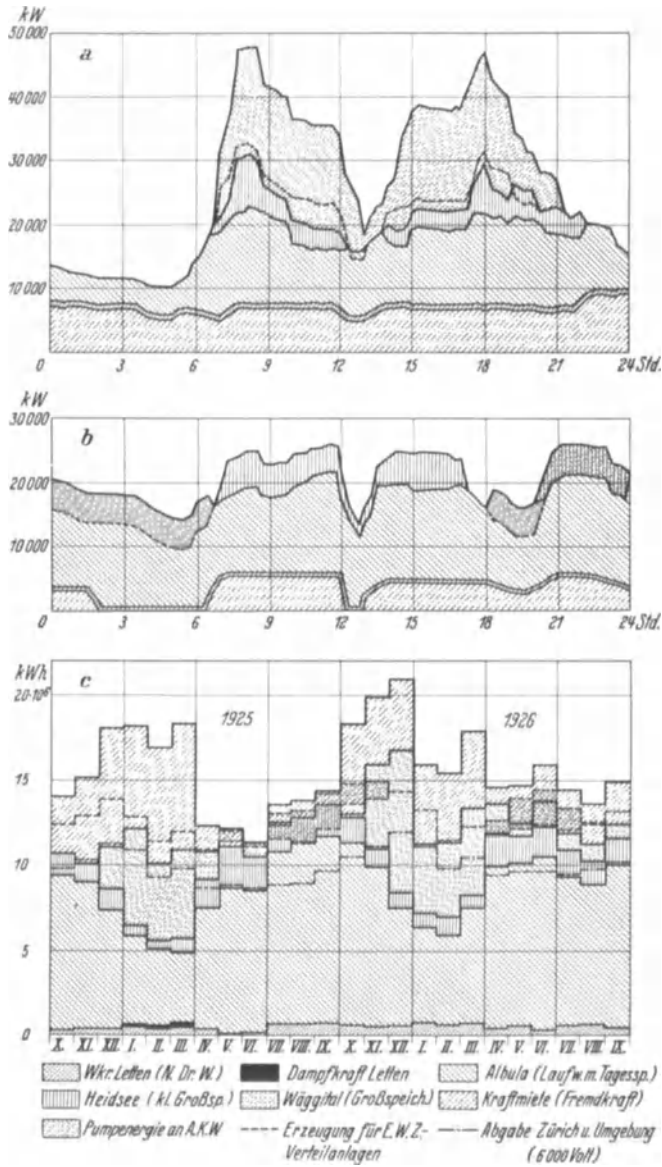 kW
50 000
a
40 000
30 000
20 000
10 000
0 3 6 9 12 15 18 21 24 Std.
kW
30 000
b
20 000
10 000
0 3 6 9 12 15 18 21 24 Std.
kWh
20·10⁶
c
1925 1926
15
10
5
0
X. XI. XII. I. II. III. IV. V. VI. VII. VIII. IX. X. XI. XII. I. II. III. IV. V. VI. VII. VIII. IX.
Wkr. Letten (N. Dr. W.) Dampfkraft Letten Albula (Laufw. m. Tagessp.)
Heidsee (kl. Großsp.) Wäggital (Großspeich.) Kraftmiete (Fremdkraft)
Pumpenergie an A.K.W. Erzeugung für E.W.Z.- Abgabe Zürich u. Umgebung
Verteilanlagen (6000 Volt)